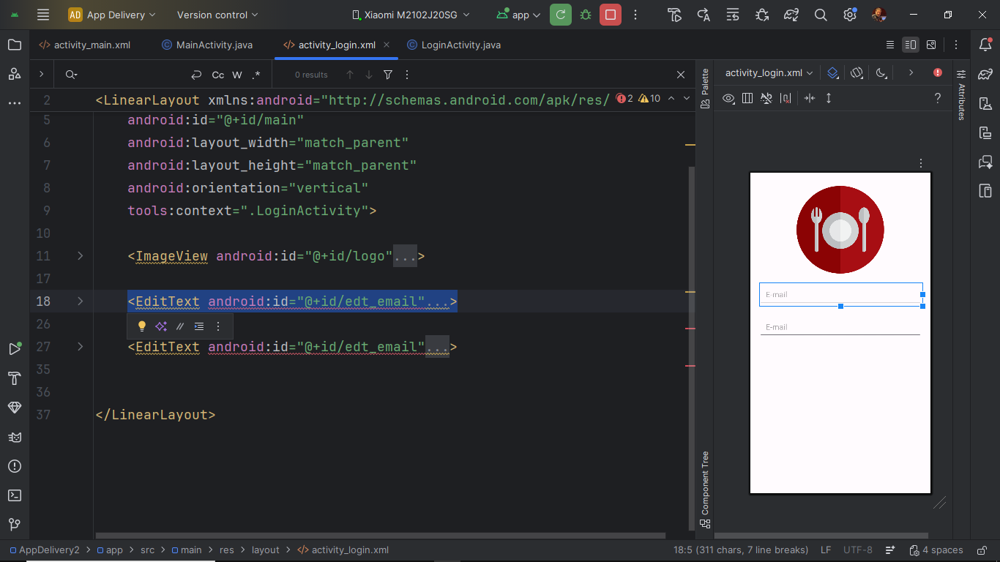 AD App Delivery Version control Xiaomi M2102J20SG app
activity_main.xml MainActivity.java activity_login.xml LoginActivity.java
Cc W .* 0 results
activity_login.xml
Palette
Attributes
2 <LinearLayout xmlns:android="http://schemas.android.com/apk/res/ 2 10
5 android:id="@+id/main"
6 android:layout_width="match_parent"
7 android:layout_height="match_parent"
8 android:orientation="vertical"
9 tools:context=".LoginActivity">
10
11 <ImageView android:id="@+id/logo"...>
17
18 <EditText android:id="@+id/edt_email"...>
26
27 <EditText android:id="@+id/edt_email"...>
35
36
37 </LinearLayout>
E-mail
E-mail
Component Tree
AppDelivery2 > app > src > main > res > layout > activity_login.xml 18:5 (311 chars, 7 line breaks) LF UTF-8 4 spaces